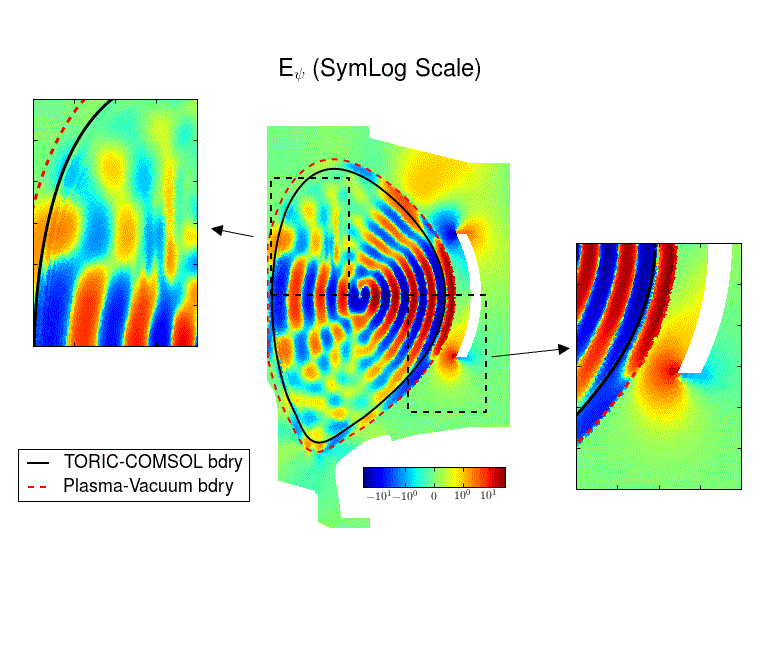 E_ψ (SymLog Scale)
TORIC-COMSOL bdry
Plasma-Vacuum bdry
−10¹ −10⁰ 0 10⁰ 10¹